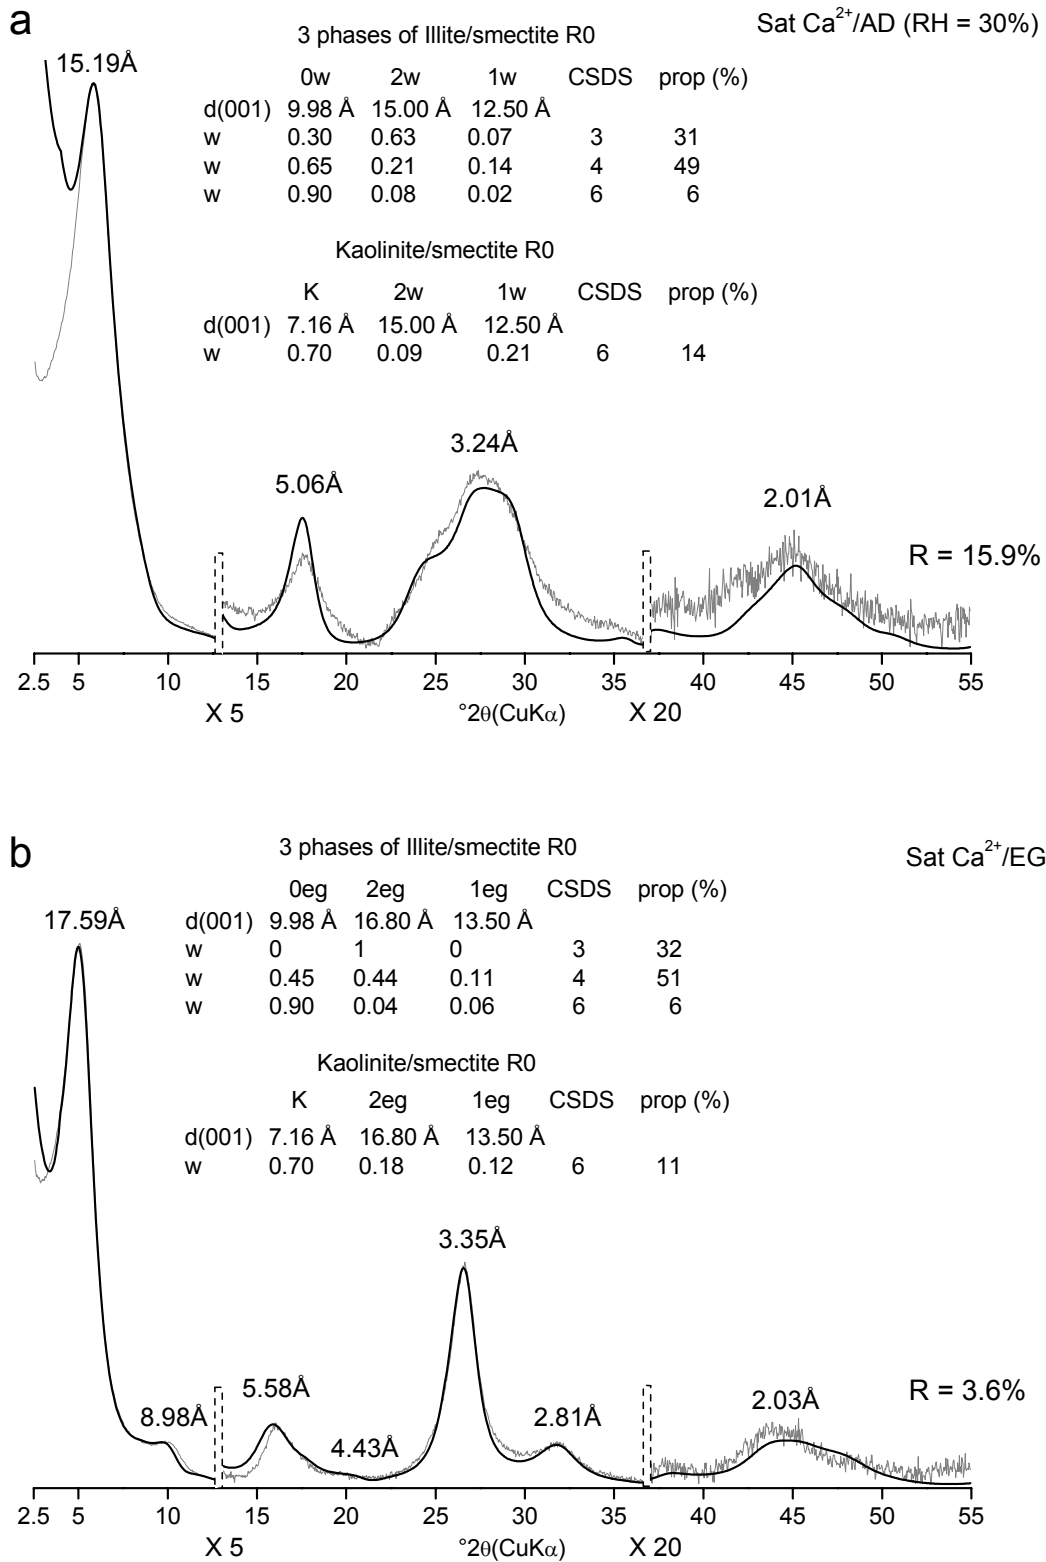 a
Sat Ca2+/AD (RH = 30%)
3 phases of Illite/smectite R0
15.19Å
0w 2w 1w CSDS prop (%)
d(001) 9.98 Å 15.00 Å 12.50 Å
w 0.30 0.63 0.07 3 31
w 0.65 0.21 0.14 4 49
w 0.90 0.08 0.02 6 6
Kaolinite/smectite R0
K 2w 1w CSDS prop (%)
d(001) 7.16 Å 15.00 Å 12.50 Å
w 0.70 0.09 0.21 6 14
3.24Å
5.06Å
2.01Å
R = 15.9%
2.5 5 10 15 20 25 30 35 40 45 50 55
X 5 °2θ(CuKα) X 20
b
3 phases of Illite/smectite R0
Sat Ca2+/EG
0eg 2eg 1eg CSDS prop (%)
17.59Å
d(001) 9.98 Å 16.80 Å 13.50 Å
w 0 1 0 3 32
w 0.45 0.44 0.11 4 51
w 0.90 0.04 0.06 6 6
Kaolinite/smectite R0
K 2eg 1eg CSDS prop (%)
d(001) 7.16 Å 16.80 Å 13.50 Å
w 0.70 0.18 0.12 6 11
3.35Å
5.58Å
R = 3.6%
2.03Å
8.98Å
2.81Å
4.43Å
2.5 5 10 15 20 25 30 35 40 45 50 55
X 5 °2θ(CuKα) X 20